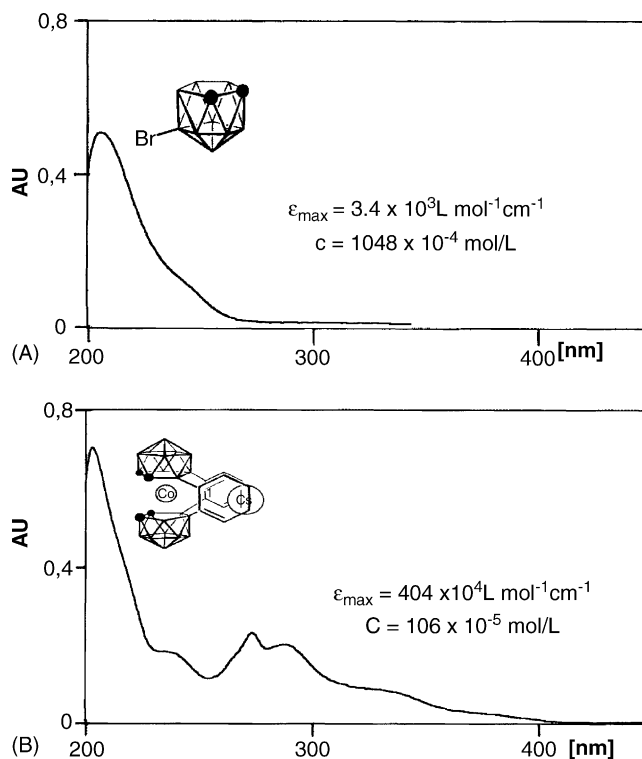 0,8
Br
AU
0,4
εmax = 3.4 x 10³L mol⁻¹cm⁻¹
c = 1048 x 10⁻⁴ mol/L
0
(A)
200
300
400
[nm]
0,8
Co
Cs
AU
0,4
εmax = 404 x10⁴L mol⁻¹cm⁻¹
C = 106 x 10⁻⁵ mol/L
0
(B)
200
300
400
[nm]